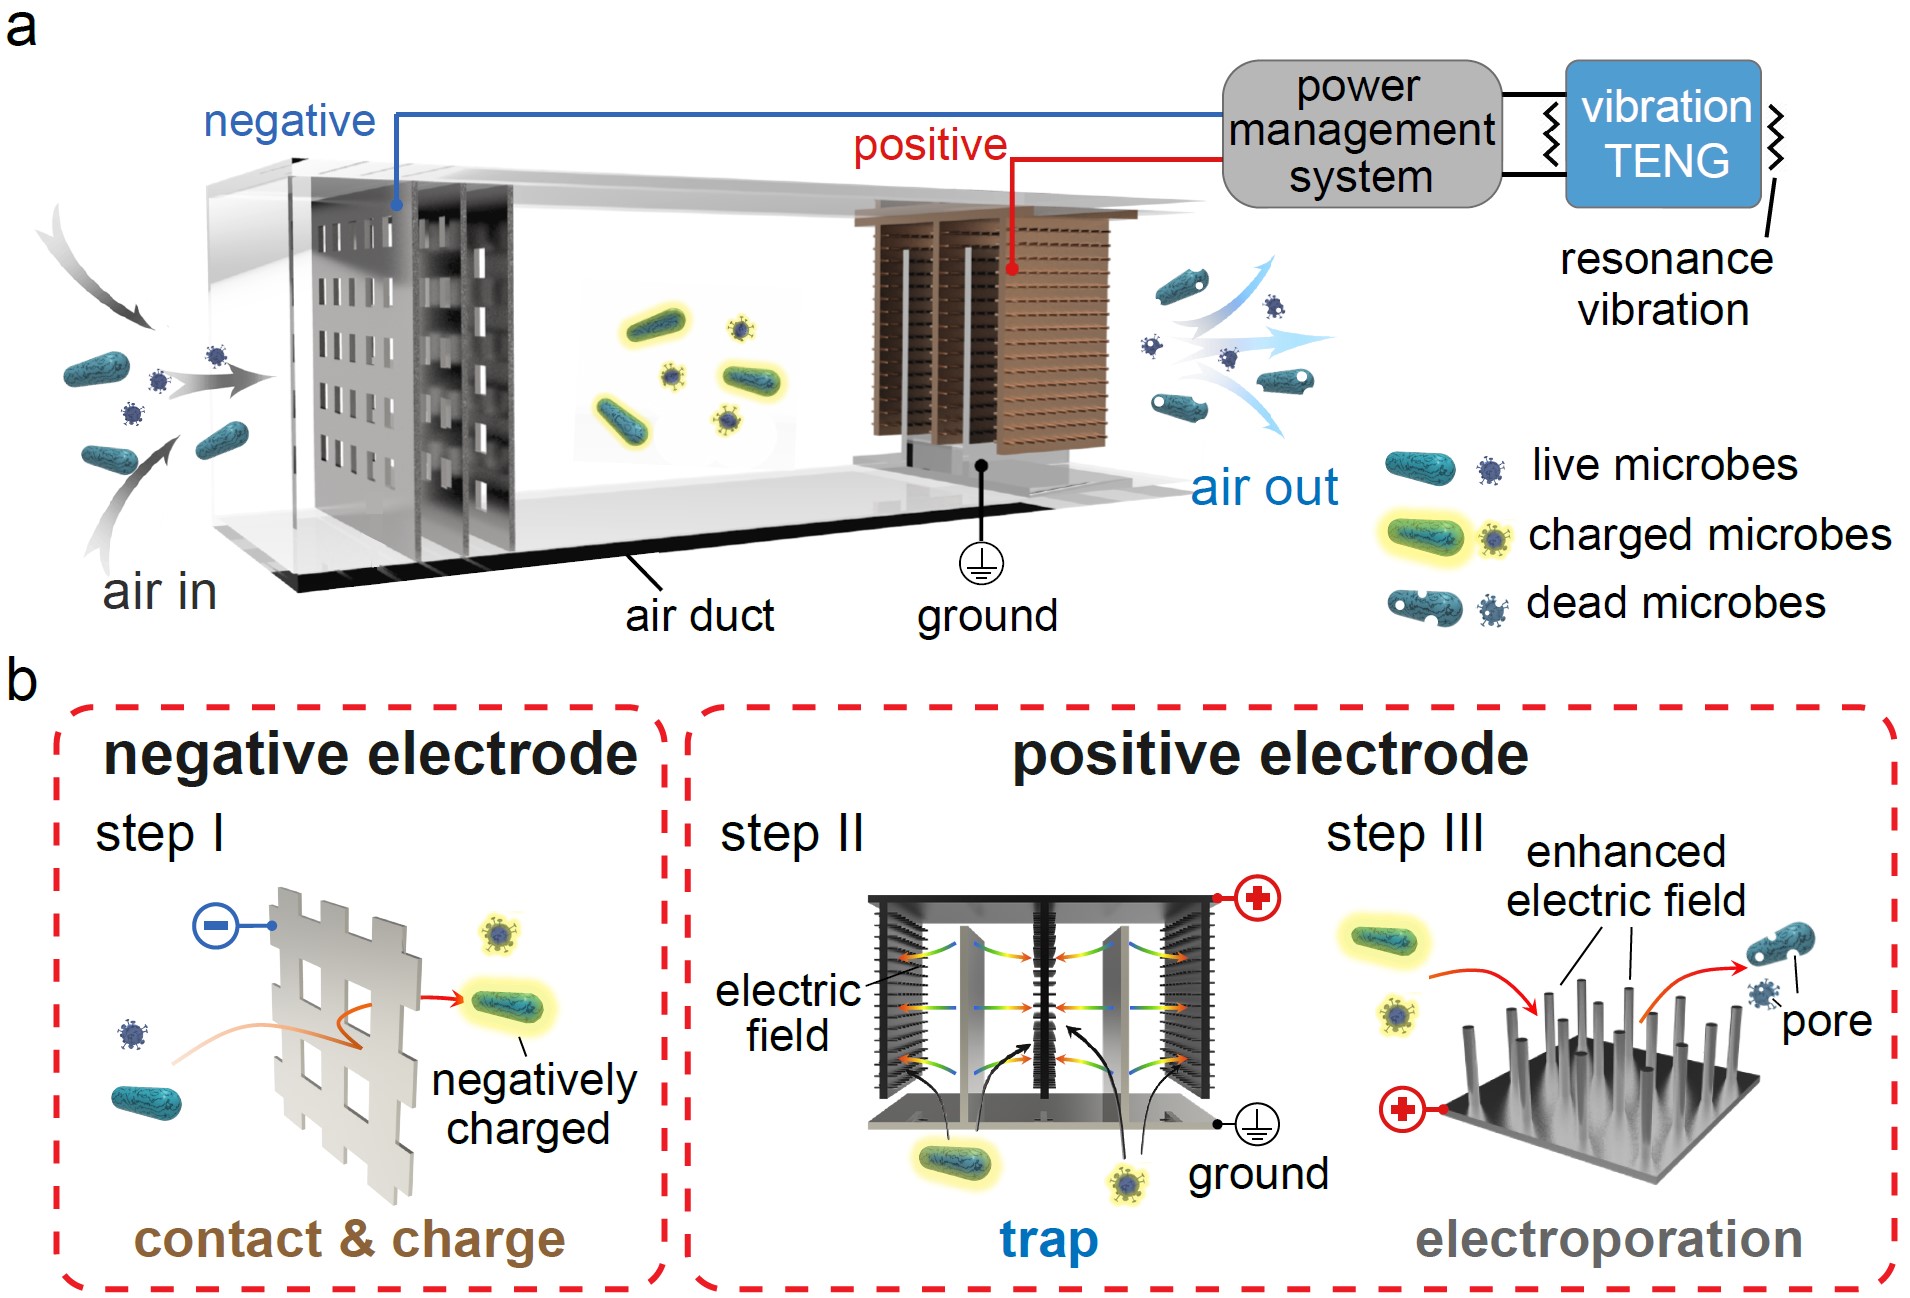 a
negative
positive
power
management
system
vibration
TENG
resonance
vibration
air in
air duct
ground
air out
live microbes
charged microbes
dead microbes
b
negative electrode
step I
negatively
charged
contact & charge
positive electrode
step II
electric
field
ground
trap
step III
enhanced
electric field
pore
electroporation